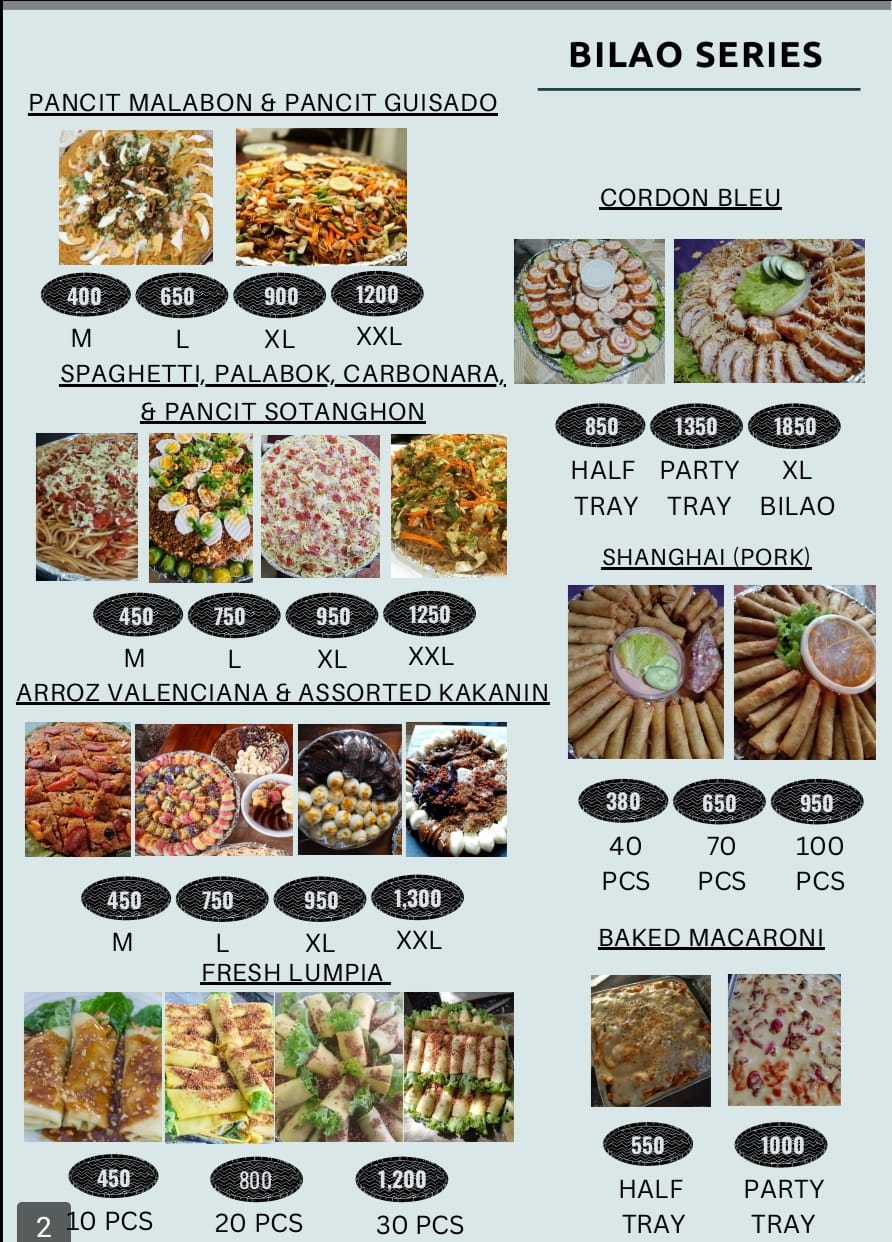 BILAO SERIES
PANCIT MALABON & PANCIT GUISADO
400 650 900 1200
M L XL XXL
SPAGHETTI, PALABOK, CARBONARA,
& PANCIT SOTANGHON
450 750 950 1250
M L XL XXL
ARROZ VALENCIANA & ASSORTED KAKANIN
450 750 950 1,300
M L XL XXL
FRESH LUMPIA
450 800 1,200
10 PCS 20 PCS 30 PCS
CORDON BLEU
850 1350 1850
HALF PARTY XL
TRAY TRAY BILAO
SHANGHAI (PORK)
380 650 950
40 70 100
PCS PCS PCS
BAKED MACARONI
550 1000
HALF PARTY
TRAY TRAY
2